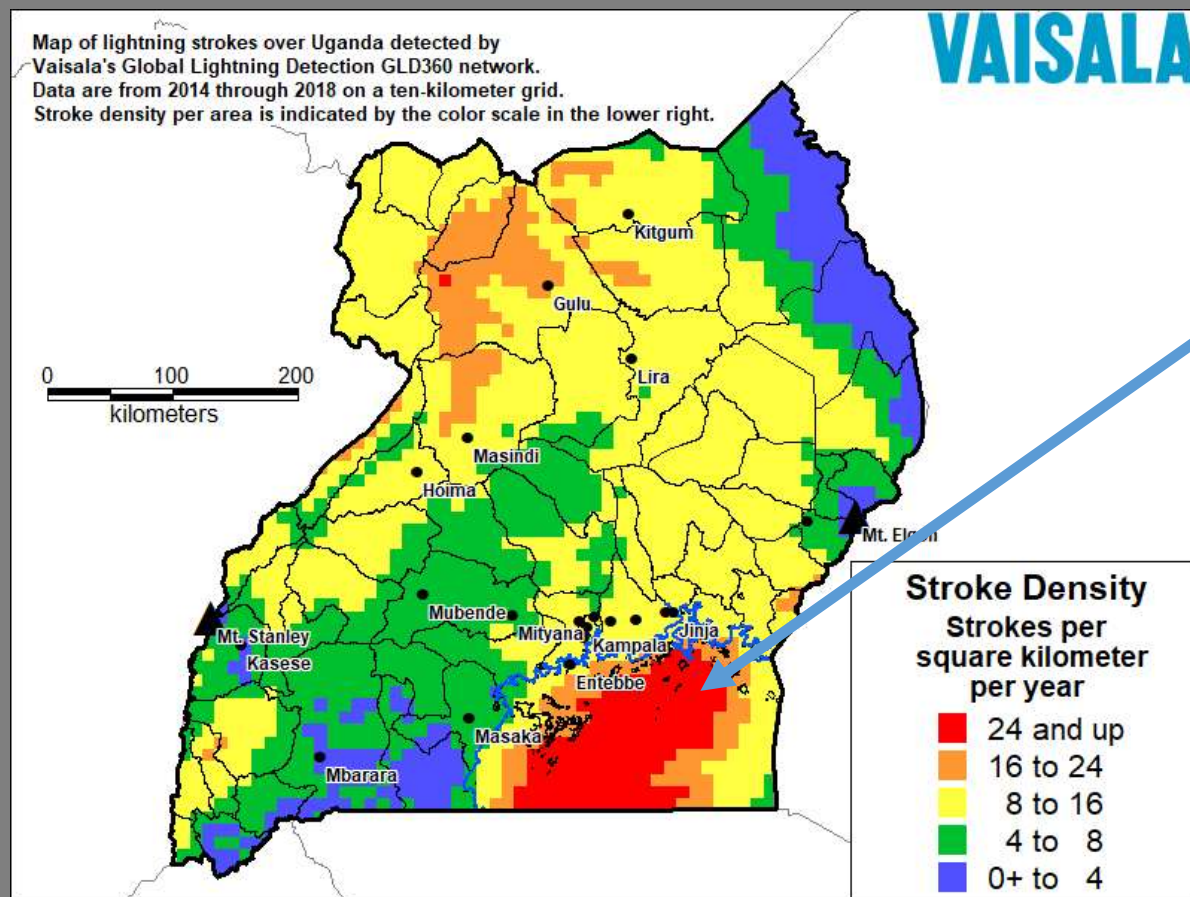 Map of lightning strokes over Uganda detected by
Vaisala's Global Lightning Detection GLD360 network.
Data are from 2014 through 2018 on a ten-kilometer grid.
Stroke density per area is indicated by the color scale in the lower right.
VAISALA
Kitgum
Gulu
Lira
0 100 200
kilometers
Masindi
Hoima
Mt. Elgon
Mubende
Mityana
Kampala
Jinja
Mt. Stanley
Kasese
Entebbe
Masaka
Mbarara
Stroke Density
Strokes per
square kilometer
per year
24 and up
16 to 24
8 to 16
4 to 8
0+ to 4